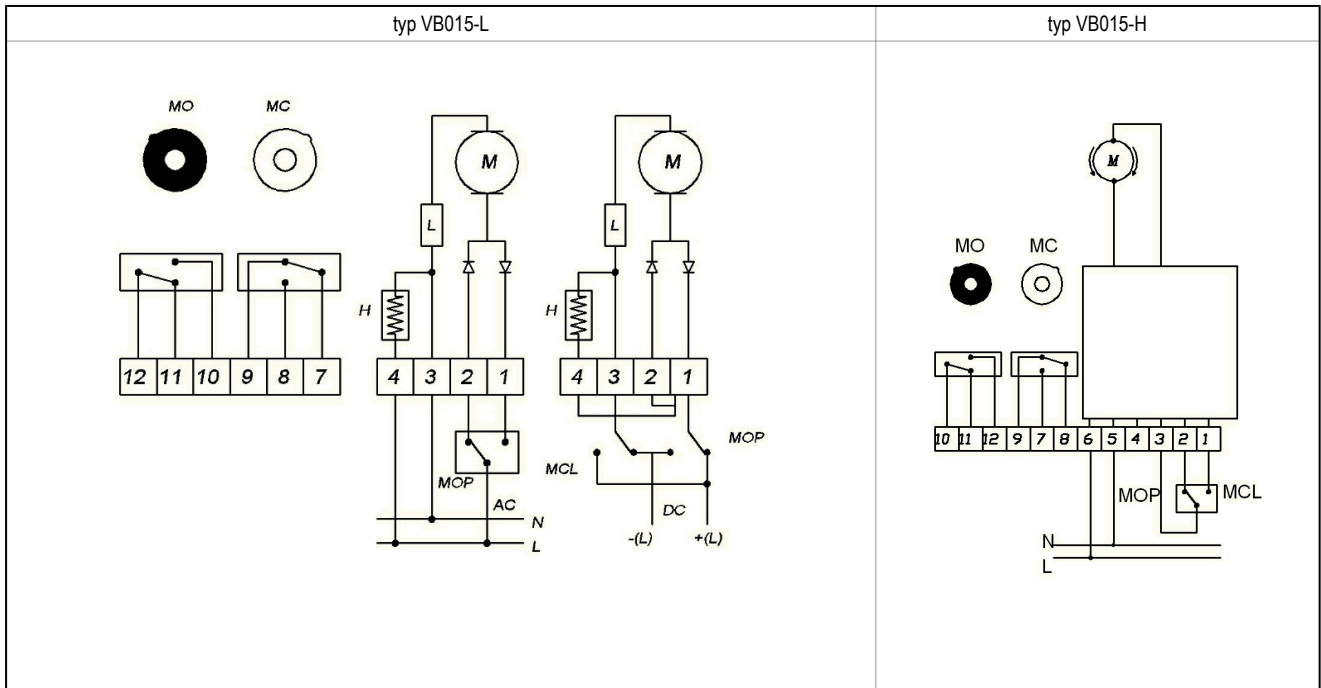 typ VB015-L
typ VB015-H
MO MC
M
M
L
L
H
H
12 11 10 9 8 7
4 3 2 1
4 3 2 1
MOP
AC
N
L
MCL
MOP
DC
-(L) +(L)
M
MO MC
10 11 12 9 7 8 6 5 4 3 2 1
MOP
MCL
N
L